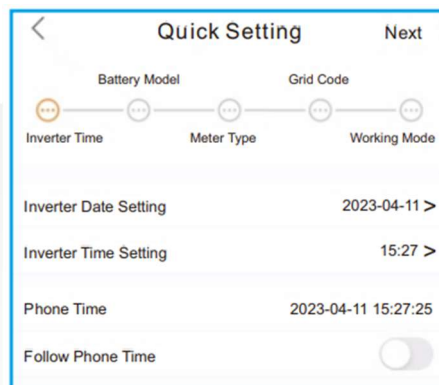 Quick Setting Next
Battery Model Grid Code
Inverter Time Meter Type Working Mode
Inverter Date Setting 2023-04-11 >
Inverter Time Setting 15:27 >
Phone Time 2023-04-11 15:27:25
Follow Phone Time